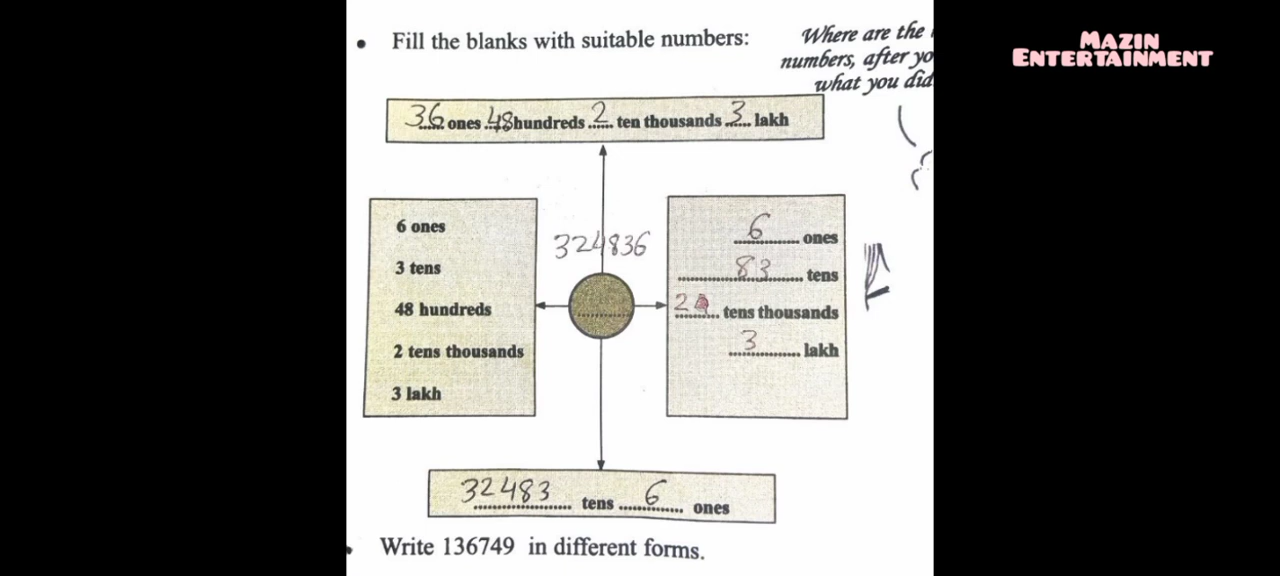 Fill the blanks with suitable numbers:
Where are the
numbers, after yo
what you did
MAZIN
ENTERTAINMENT
36 ones 48 hundreds 2 ten thousands 3 lakh
6 ones
3 tens
48 hundreds
2 tens thousands
3 lakh
324836
6 ones
83 tens
2 tens thousands
3 lakh
32483 tens 6 ones
Write 136749 in different forms.